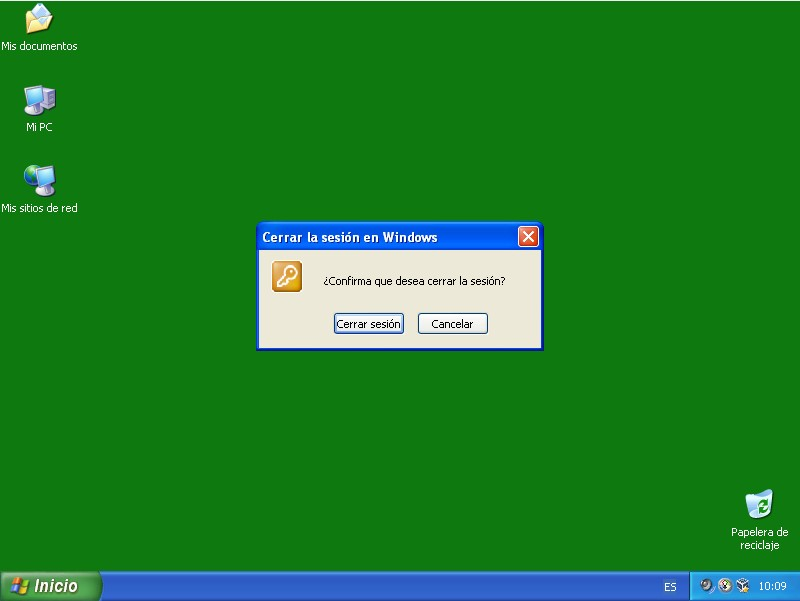 Mis documentos
Mi PC
Mis sitios de red
Cerrar la sesión en Windows
¿Confirma que desea cerrar la sesión?
Cerrar sesión
Cancelar
Papelera de
reciclaje
Inicio
ES
10:09